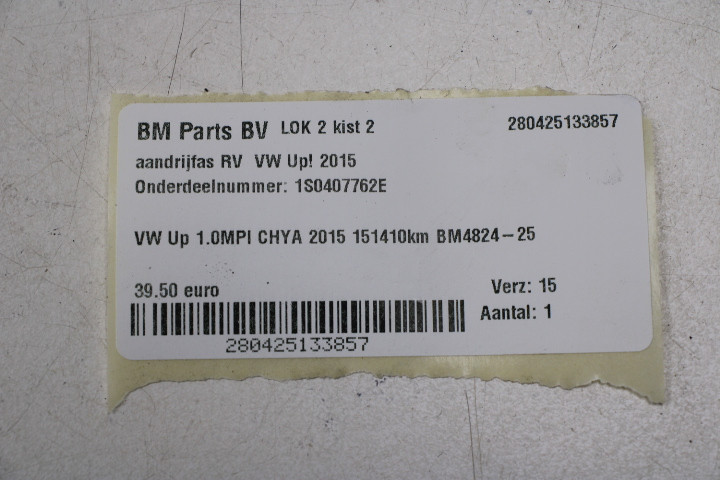 BM Parts BV LOK 2 kist 2 280425133857
aandrijfas RV VW Up! 2015
Onderdeelnummer: 1S0407762E
VW Up 1.0MPI CHYA 2015 151410km BM4824-25
39.50 euro Verz: 15
Aantal: 1
280425133857